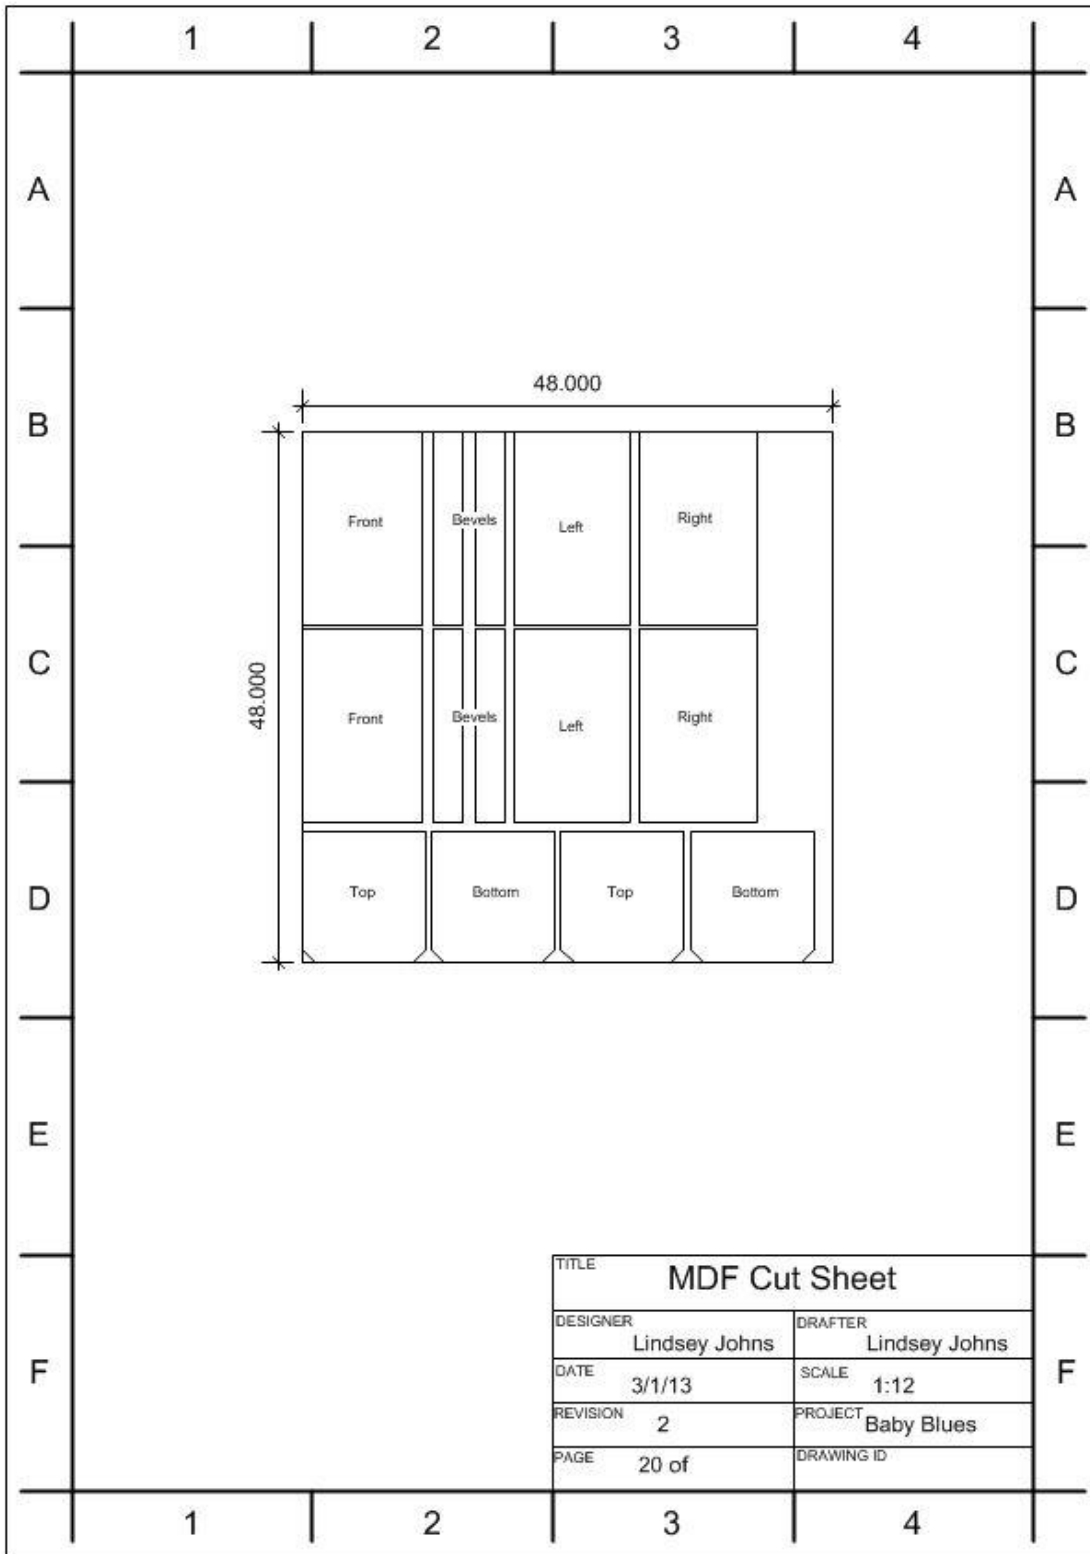 1 2 3 4
A A
48.000
B B
Front Bevels Left Right
C C
48.000
Front Bevels Left Right
D D
Top Bottom Top Bottom
E E
TITLE MDF Cut Sheet
DESIGNER DRAFTER
Lindsey Johns Lindsey Johns
F F
DATE 3/1/13 SCALE 1:12
REVISION 2 PROJECT Baby Blues
PAGE 20 of DRAWING ID
1 2 3 4